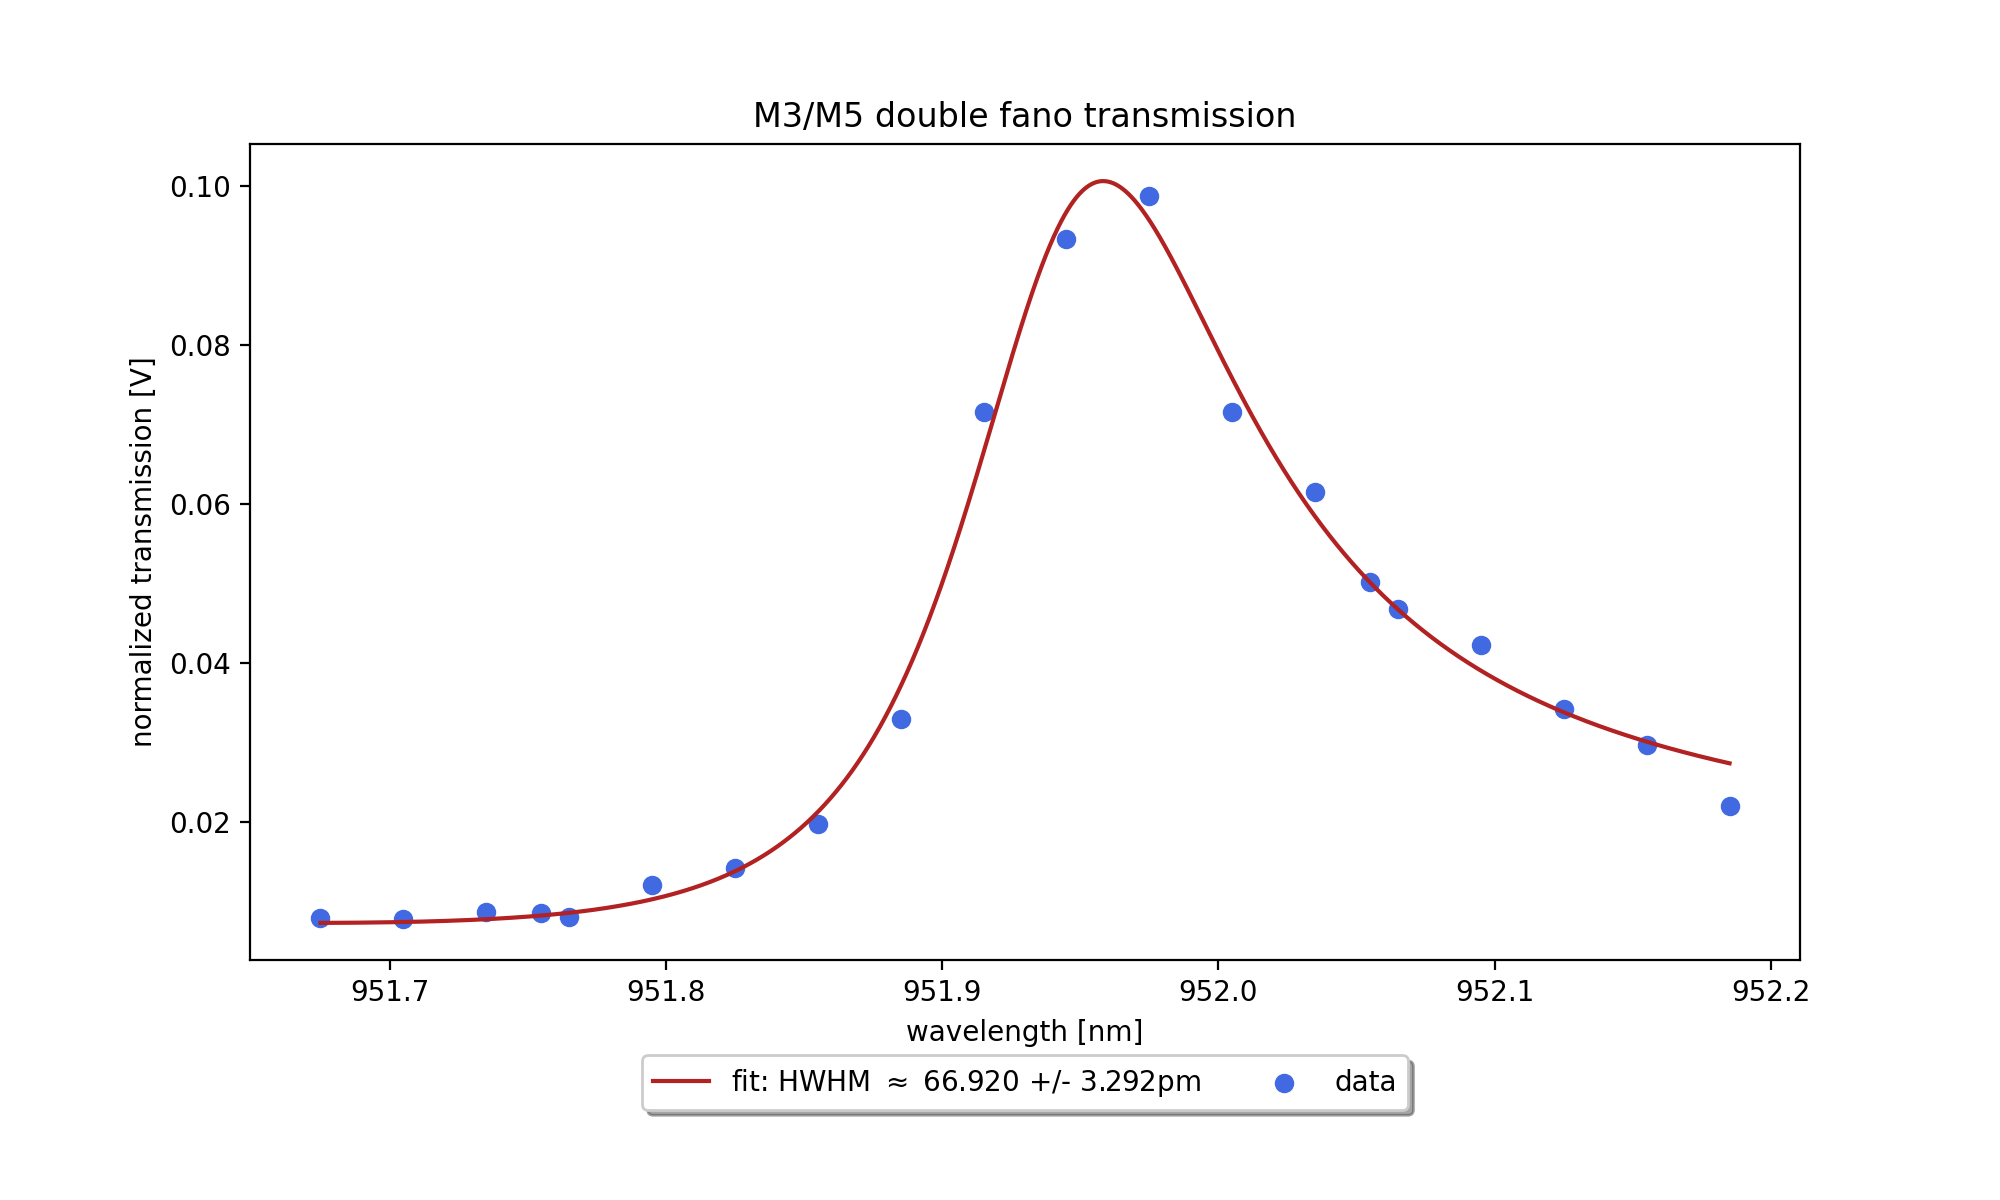 M3/M5 double fano transmission
normalized transmission [V]
0.10
0.08
0.06
0.04
0.02
951.7 951.8 951.9 952.0 952.1 952.2
wavelength [nm]
fit: HWHM ≈ 66.920 +/- 3.292pm data